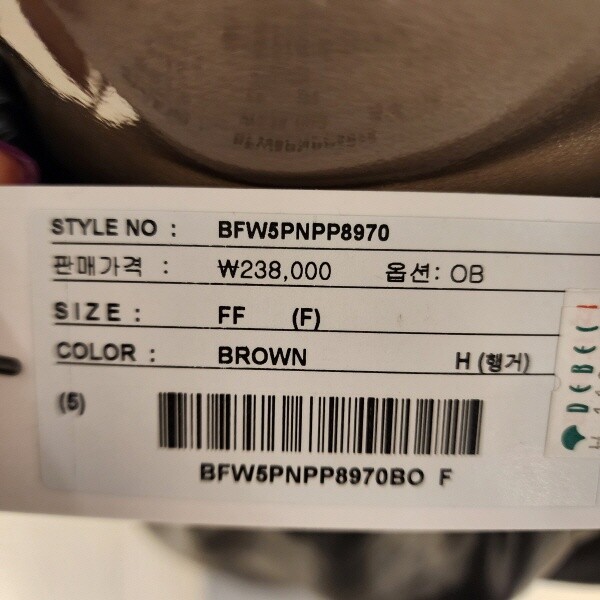 STYLE NO : BFW5PNPP8970
판매가격 : ₩238,000 옵션: OB
SIZE : FF (F)
COLOR : BROWN H (행거)
(5)
BFW5PNPP8970BO F
DEBEC